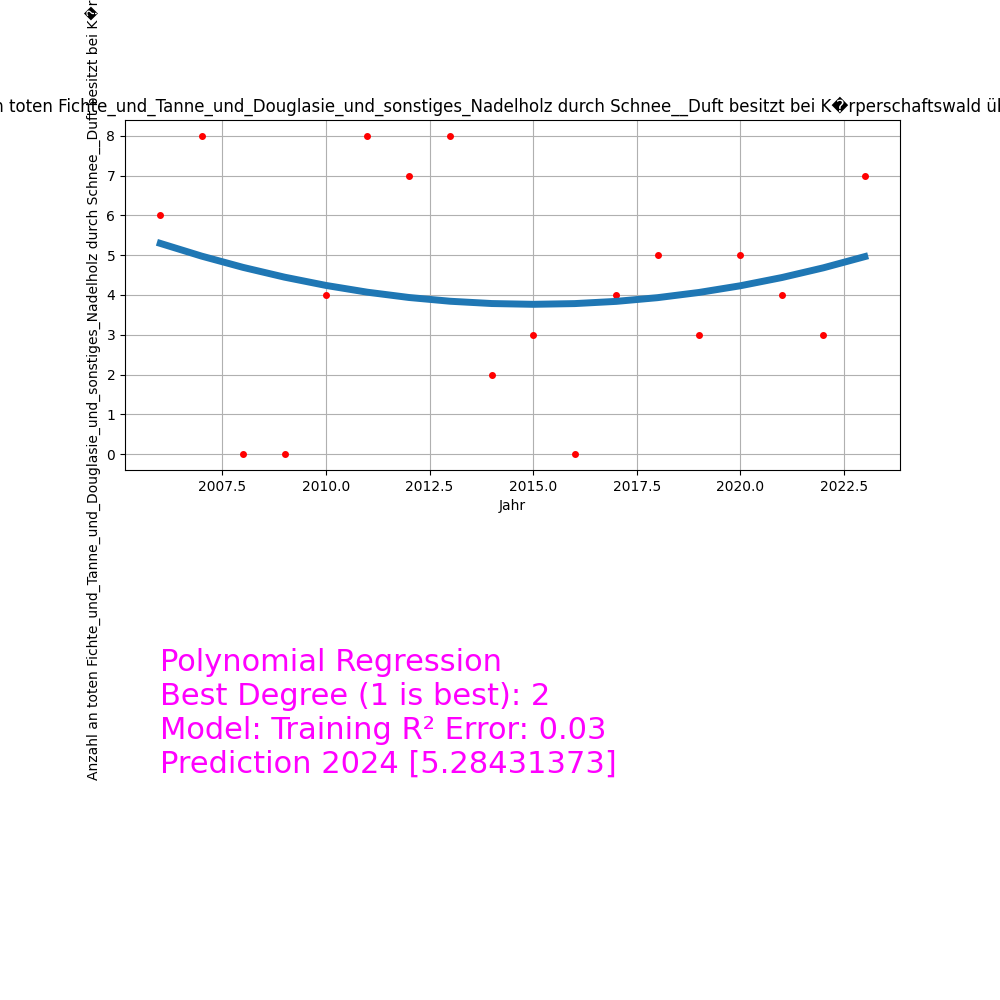 n toten Fichte_und_Tanne_und_Douglasie_und_sonstiges_Nadelholz durch Schnee__Duft besitzt bei K�rperschaftswald ü
Anzahl an toten Fichte_und_Tanne_und_Douglasie_und_sonstiges_Nadelholz durch Schnee__Duft besitzt bei K�r
8
7
6
5
4
3
2
1
0
2007.5 2010.0 2012.5 2015.0 2017.5 2020.0 2022.5
Jahr
Polynomial Regression
Best Degree (1 is best): 2
Model: Training R² Error: 0.03
Prediction 2024 [5.28431373]